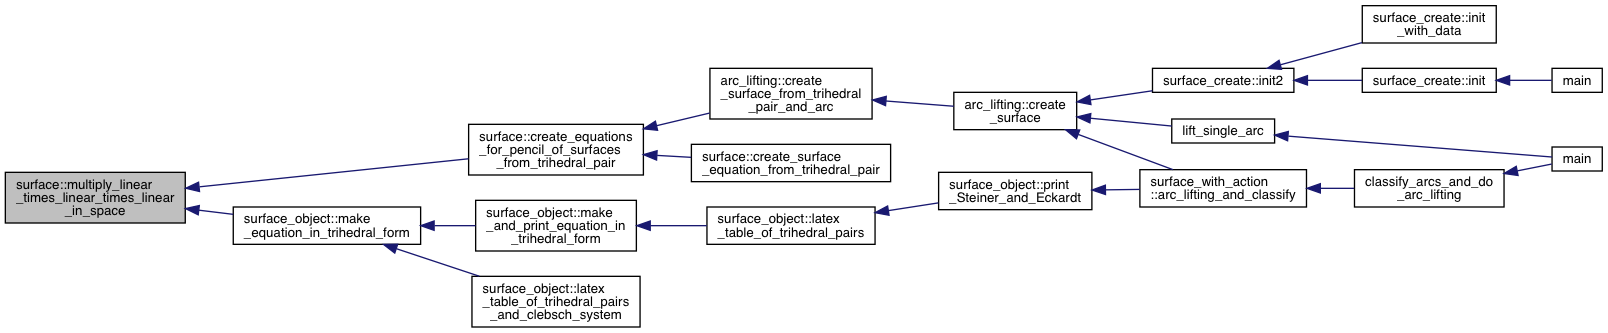 surface::multiply_linear
_times_linear_times_linear
_in_space
surface::create_equations
_for_pencil_of_surfaces
_from_trihedral_pair
arc_lifting::create
_surface_from_trihedral
_pair_and_arc
arc_lifting::create
_surface
surface_create::init2
surface_create::init
_with_data
surface_create::init
main
lift_single_arc
main
surface_with_action
::arc_lifting_and_classify
classify_arcs_and_do
_arc_lifting
surface::create_surface
_equation_from_trihedral_pair
surface_object::make
_equation_in_trihedral_form
surface_object::make
_and_print_equation_in
_trihedral_form
surface_object::latex
_table_of_trihedral_pairs
surface_object::print
_Steiner_and_Eckardt
surface_object::latex
_table_of_trihedral_pairs
_and_clebsch_system